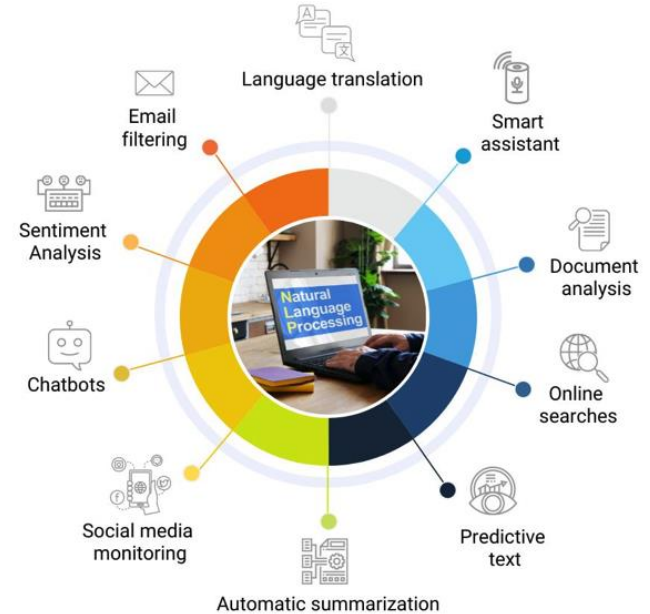 Language translation
Smart
assistant
Document
analysis
Online
searches
Predictive
text
Automatic summarization
Social media
monitoring
Chatbots
Sentiment
Analysis
Email
filtering
Natural
Language
Processing
A
文
f